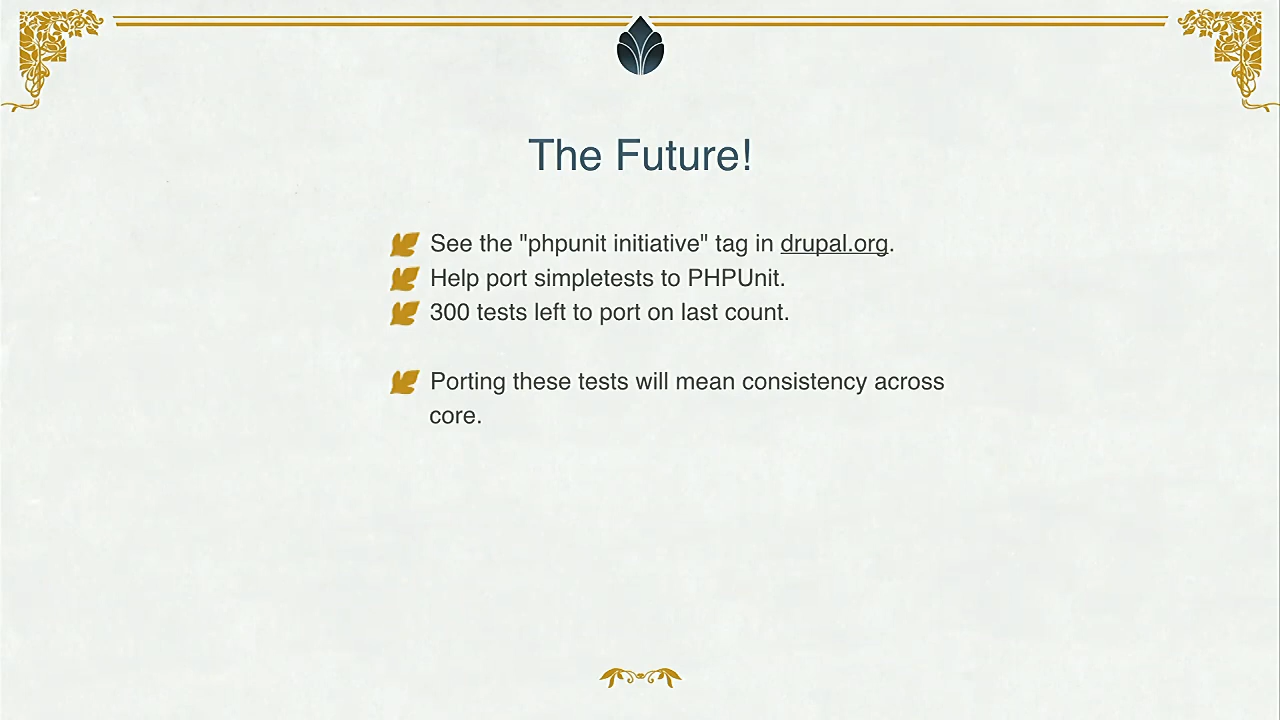 The Future!
See the "phpunit initiative" tag in drupal.org.
Help port simpletests to PHPUnit.
300 tests left to port on last count.
Porting these tests will mean consistency across
core.